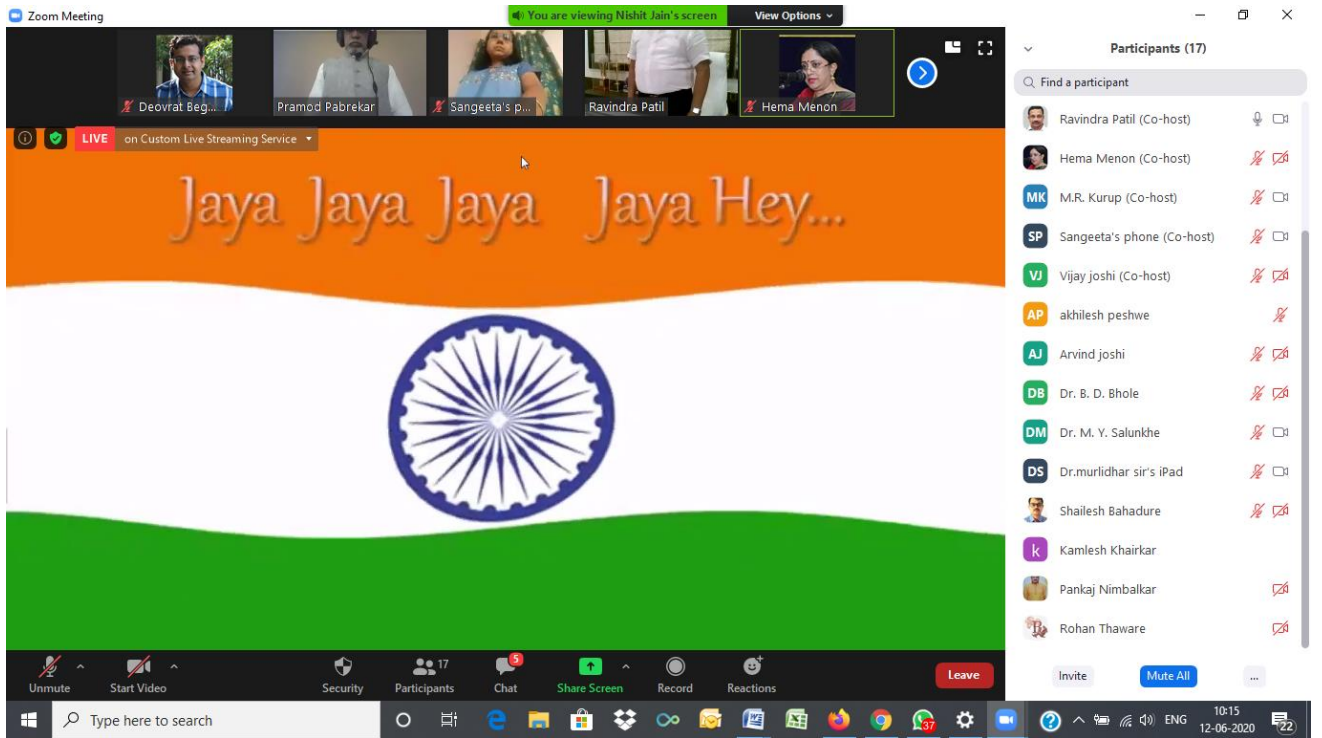 Zoom Meeting
You are viewing Nishit Jain's screen
View Options
Deovrat Beg...
Pramod Pabrekar
Sangeeta's p...
Ravindra Patil
Hema Menon
LIVE on Custom Live Streaming Service
Jaya Jaya Jaya Jaya Hey...
Participants (17)
Find a participant
Ravindra Patil (Co-host)
Hema Menon (Co-host)
MK M.R. Kurup (Co-host)
SP Sangeeta's phone (Co-host)
VJ Vijay joshi (Co-host)
AP akhilesh peshwe
AJ Arvind joshi
DB Dr. B. D. Bhole
DM Dr. M. Y. Salunkhe
DS Dr.murlidhar sir's iPad
Shailesh Bahadure
k Kamlesh Khairkar
Pankaj Nimbalkar
Rohan Thaware
Invite
Mute All
...
Unmute
Start Video
Security
17
Participants
5
Chat
Share Screen
Record
Reactions
Leave
Type here to search
37
ENG
10:15
12-06-2020
22